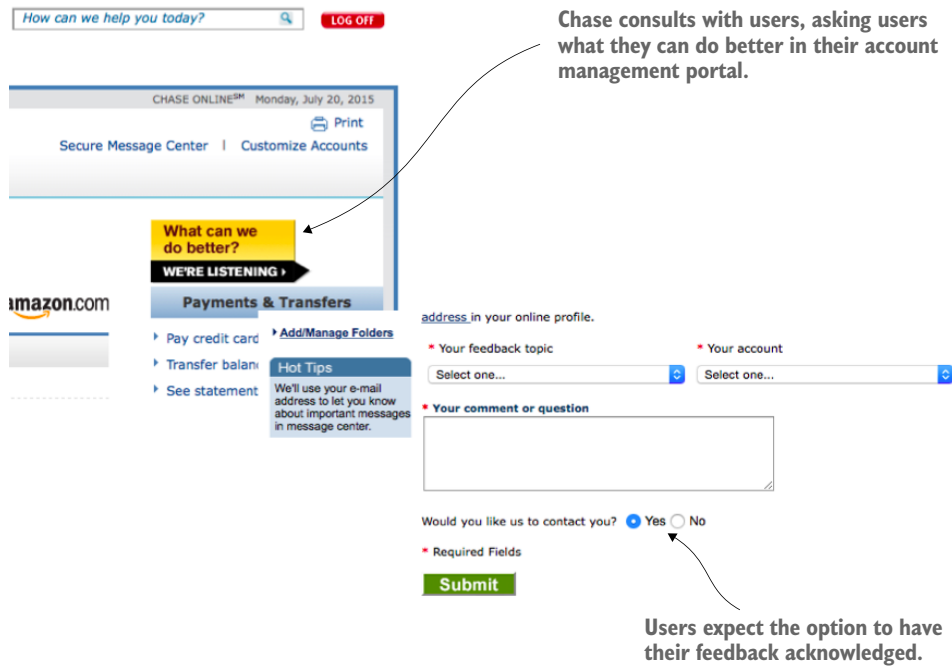 How can we help you today?
LOG OFF
Chase consults with users, asking users
what they can do better in their account
management portal.
CHASE ONLINE℠ Monday, July 20, 2015
Print
Secure Message Center | Customize Accounts
What can we
do better?
WE'RE LISTENING
amazon.com
Payments & Transfers
Pay credit card
Transfer balan
See statement
Add/Manage Folders
Hot Tips
We'll use your e-mail
address to let you know
about important messages
in message center.
address in your online profile.
* Your feedback topic
* Your account
Select one...
Select one...
* Your comment or question
Would you like us to contact you? Yes No
* Required Fields
Submit
Users expect the option to have
their feedback acknowledged.